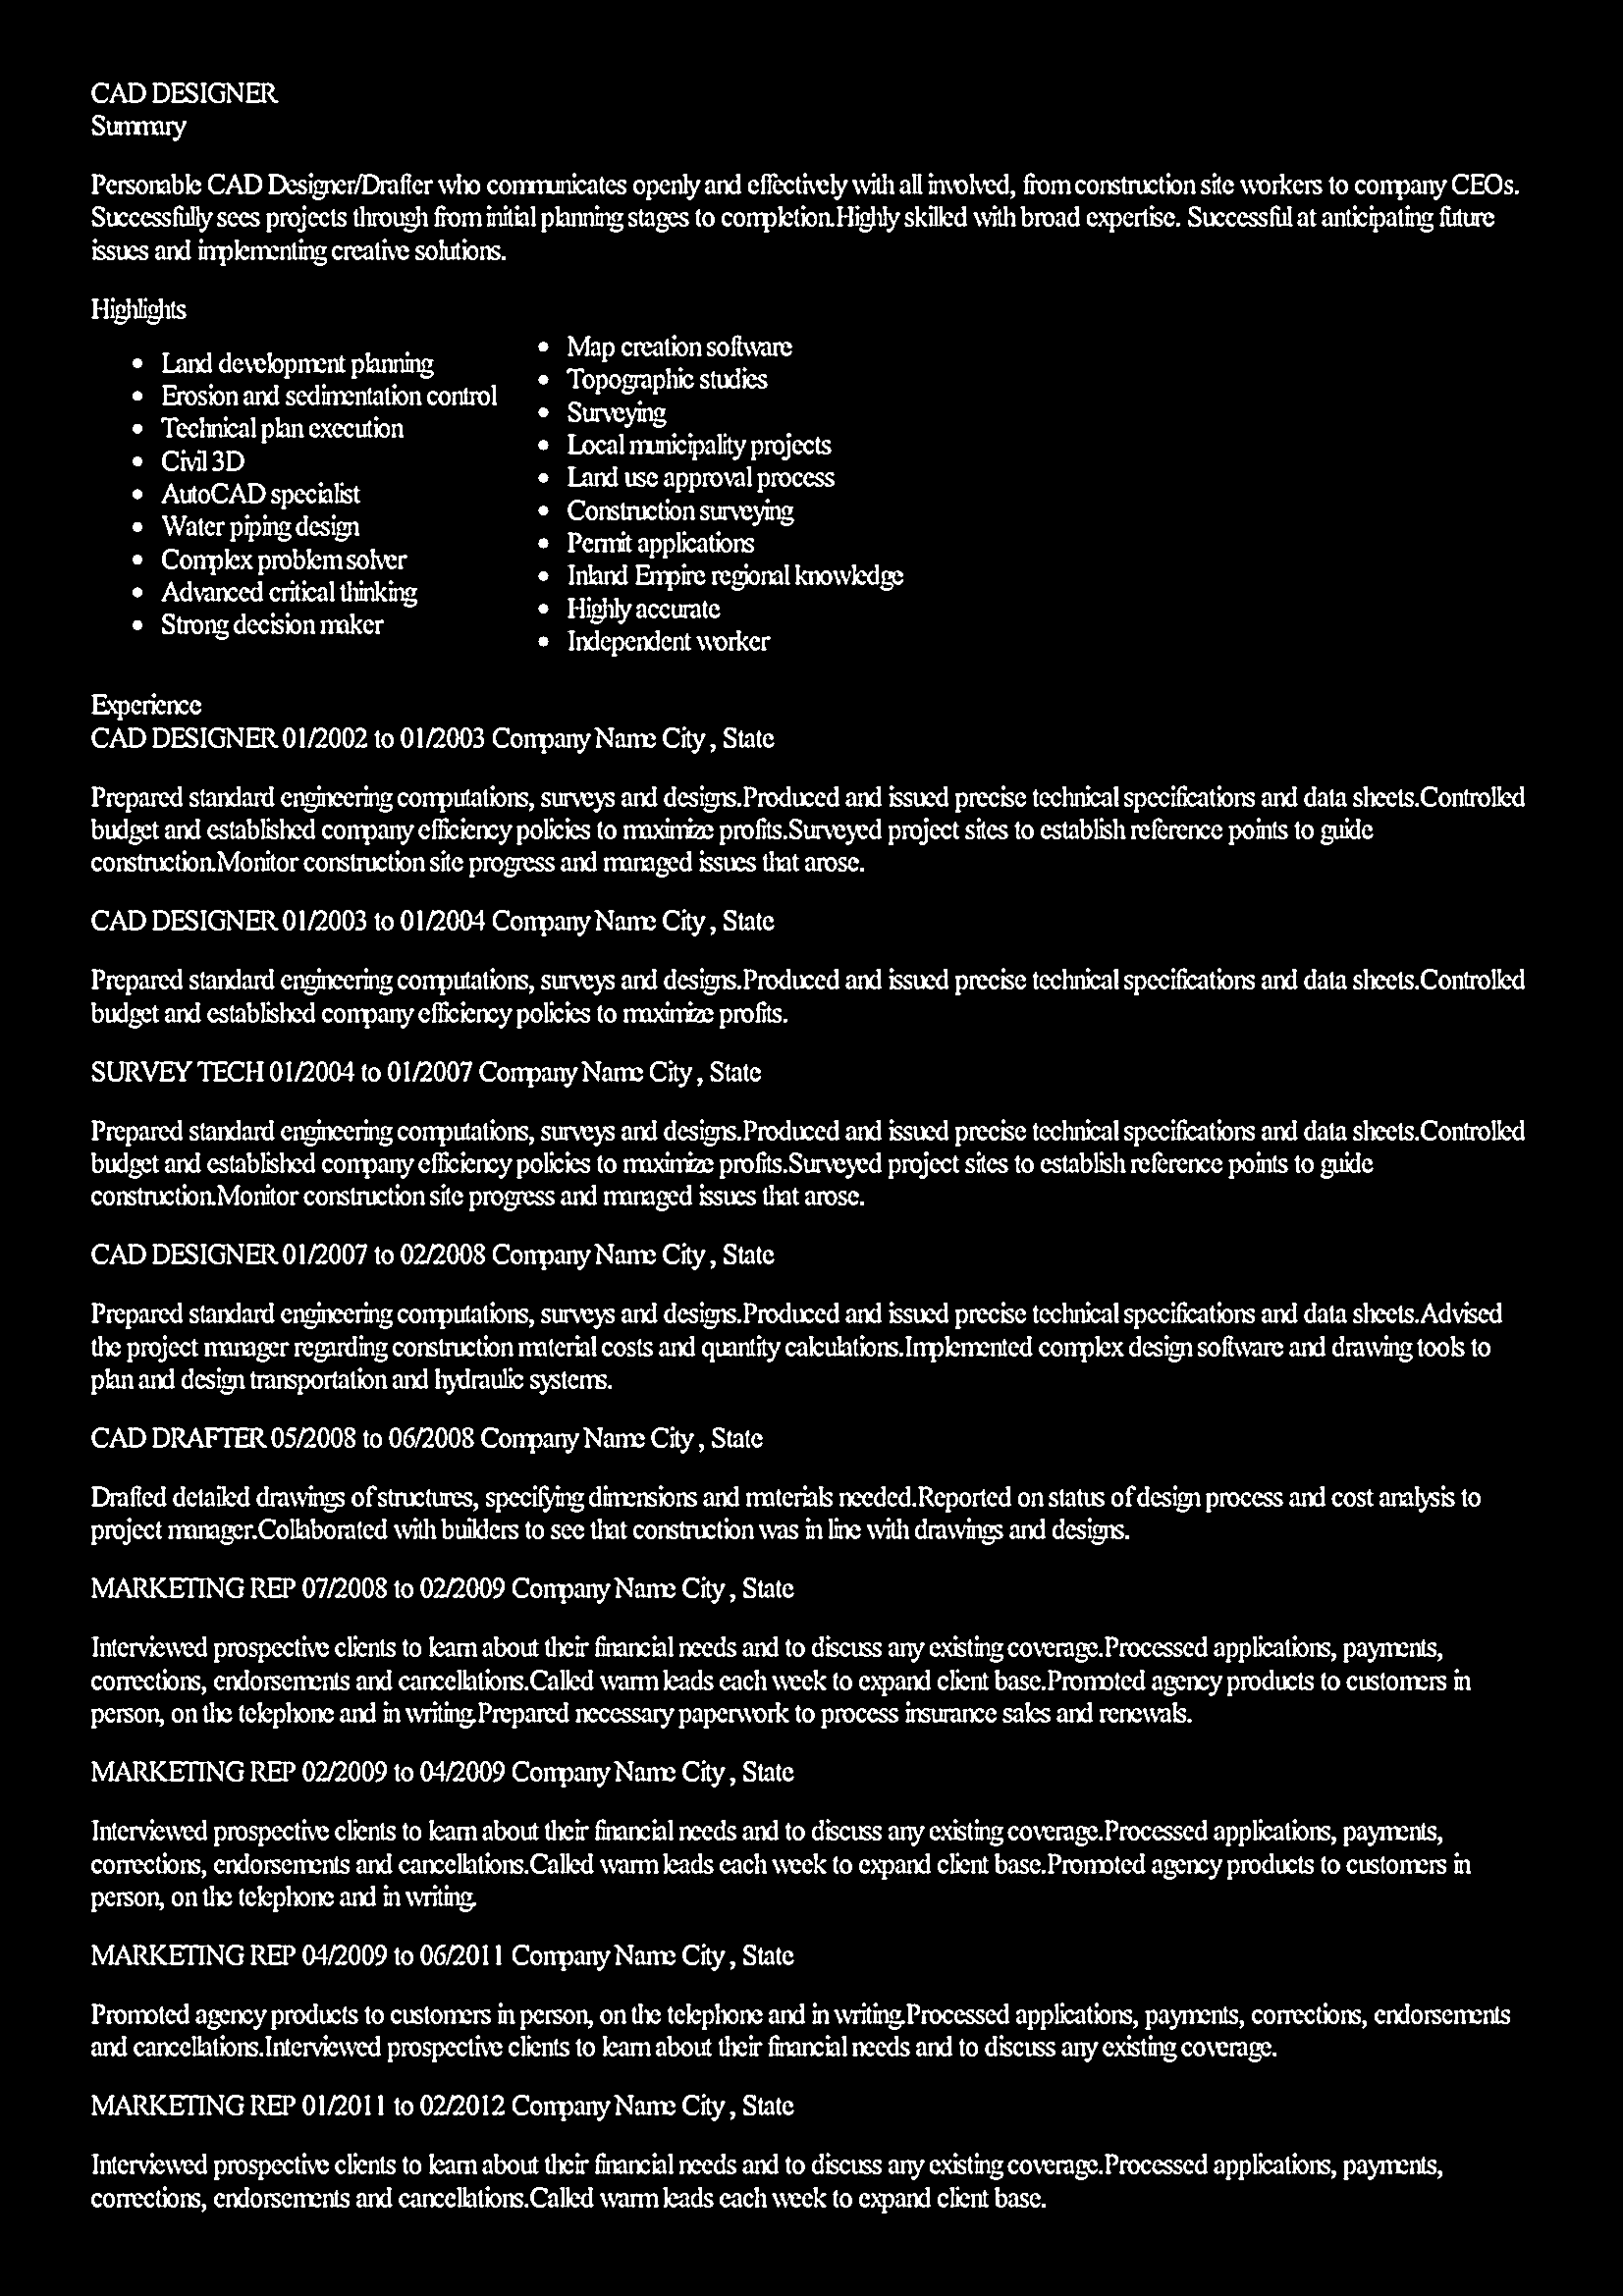 CAD DESIGNER
Summary
Personable CAD Designer/Drafter who communicates openly and effectively with all involved, from construction site workers to company CEOs.
Successfully sees projects through from initial planning stages to completion.Highly skilled with broad expertise. Successful at anticipating future
issues and implementing creative solutions.
Highlights
• Land development planning
• Erosion and sedimentation control
• Technical plan execution
• Civil 3D
• AutoCAD specialist
• Water piping design
• Complex problem solver
• Advanced critical thinking
• Strong decision maker
• Map creation software
• Topographic studies
• Surveying
• Local municipality projects
• Land use approval process
• Construction surveying
• Permit applications
• Inland Empire regional knowledge
• Highly accurate
• Independent worker
Experience
CAD DESIGNER 01/2002 to 01/2003 Company Name City , State
Prepared standard engineering computations, surveys and designs.Produced and issued precise technical specifications and data sheets.Controlled
budget and established company efficiency policies to maximize profits.Surveyed project sites to establish reference points to guide
construction.Monitor construction site progress and managed issues that arose.
CAD DESIGNER 01/2003 to 01/2004 Company Name City , State
Prepared standard engineering computations, surveys and designs.Produced and issued precise technical specifications and data sheets.Controlled
budget and established company efficiency policies to maximize profits.
SURVEY TECH 01/2004 to 01/2007 Company Name City , State
Prepared standard engineering computations, surveys and designs.Produced and issued precise technical specifications and data sheets.Controlled
budget and established company efficiency policies to maximize profits.Surveyed project sites to establish reference points to guide
construction.Monitor construction site progress and managed issues that arose.
CAD DESIGNER 01/2007 to 02/2008 Company Name City , State
Prepared standard engineering computations, surveys and designs.Produced and issued precise technical specifications and data sheets.Advised
the project manager regarding construction material costs and quantity calculations.Implemented complex design software and drawing tools to
plan and design transportation and hydraulic systems.
CAD DRAFTER 05/2008 to 06/2008 Company Name City , State
Drafted detailed drawings of structures, specifying dimensions and materials needed.Reported on status of design process and cost analysis to
project manager.Collaborated with builders to see that construction was in line with drawings and designs.
MARKETING REP 07/2008 to 02/2009 Company Name City , State
Interviewed prospective clients to learn about their financial needs and to discuss any existing coverage.Processed applications, payments,
corrections, endorsements and cancellations.Called warm leads each week to expand client base.Promoted agency products to customers in
person, on the telephone and in writing.Prepared necessary paperwork to process insurance sales and renewals.
MARKETING REP 02/2009 to 04/2009 Company Name City , State
Interviewed prospective clients to learn about their financial needs and to discuss any existing coverage.Processed applications, payments,
corrections, endorsements and cancellations.Called warm leads each week to expand client base.Promoted agency products to customers in
person, on the telephone and in writing.
MARKETING REP 04/2009 to 06/2011 Company Name City , State
Promoted agency products to customers in person, on the telephone and in writing.Processed applications, payments, corrections, endorsements
and cancellations.Interviewed prospective clients to learn about their financial needs and to discuss any existing coverage.
MARKETING REP 01/2011 to 02/2012 Company Name City , State
Interviewed prospective clients to learn about their financial needs and to discuss any existing coverage.Processed applications, payments,
corrections, endorsements and cancellations.Called warm leads each week to expand client base.